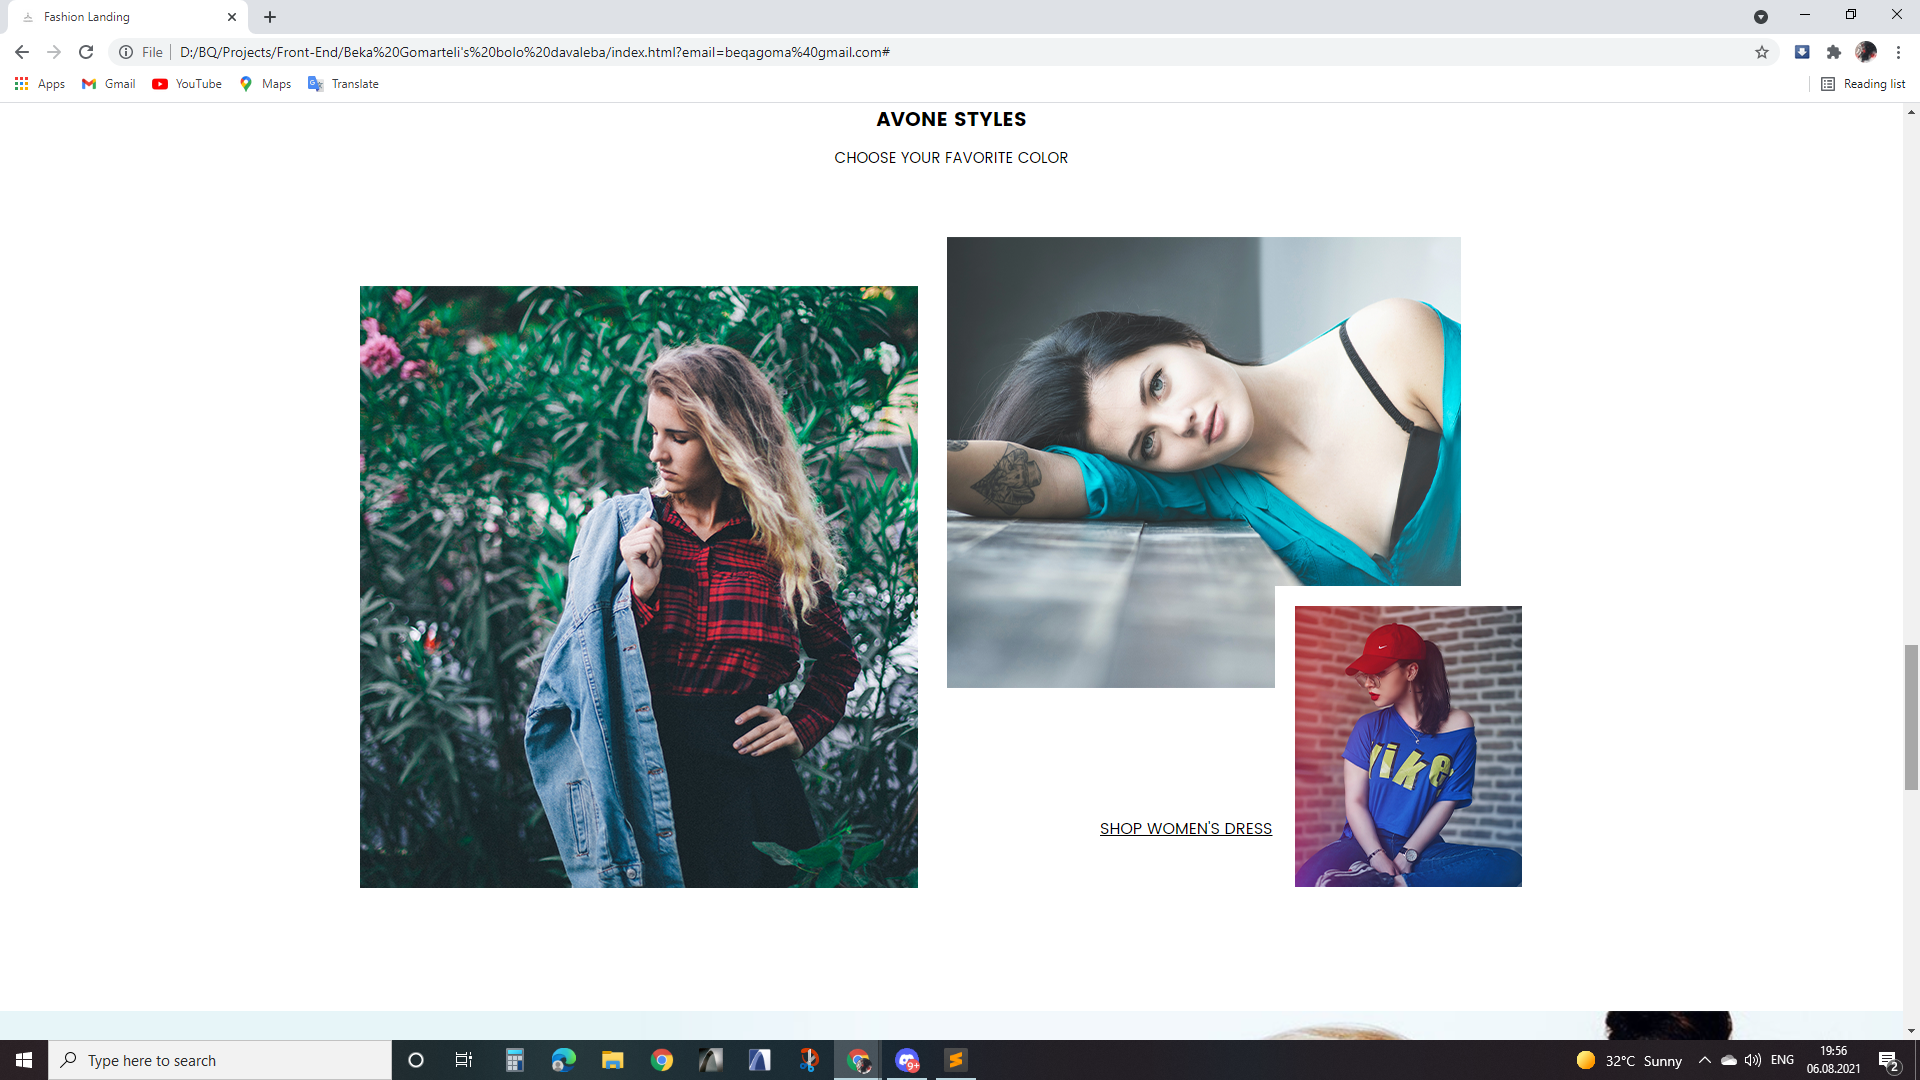 Fashion Landing
File
D:/BQ/Projects/Front-End/Beka%20Gomarteli's%20bolo%20davaleba/index.html?email=beqagoma%40gmail.com#
Apps
Gmail
YouTube
Maps
Translate
Reading list
AVONE STYLES
CHOOSE YOUR FAVORITE COLOR
SHOP WOMEN'S DRESS
Type here to search
9+
32°C Sunny
ENG
19:56
06.08.2021
2